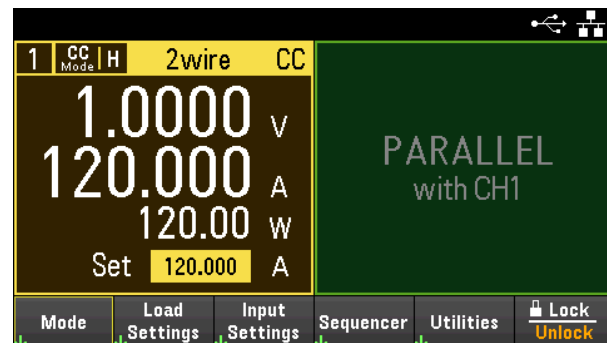 1 CC Mode H 2wire CC
1.0000 V
120.000 A
120.00 W
Set 120.000 A
PARALLEL
with CH1
Mode
Load
Settings
Input
Settings
Sequencer
Utilities
Lock
Unlock